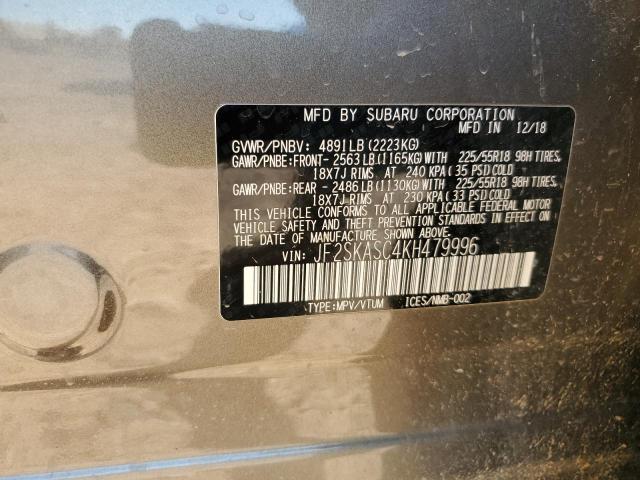 MFD BY SUBARU CORPORATION
MFD IN 12/18
GVWR/PNBV: 4891LB(2223KG)
GAWR/PNBE:FRONT- 2563LB(1165KG)WITH 225/55R18 98H TIRES,
18X7J RIMS AT 240 KPA(35 PSI)COLD
GAWR/PNBE:REAR - 2486LB(1130KG)WITH 225/55R18 98H TIRES,
18X7J RIMS AT 230 KPA(33 PSI)COLD
THIS VEHICLE CONFORMS TO ALL APPLICABLE FEDERAL MOTOR
VEHICLE SAFETY AND THEFT PREVENTION STANDARDS IN EFFECT ON
THE DATE OF MANUFACTURE SHOWN ABOVE.
VIN: JF2SKASC4KH479996
TYPE:MPV/VTUM ICES/NMB-002